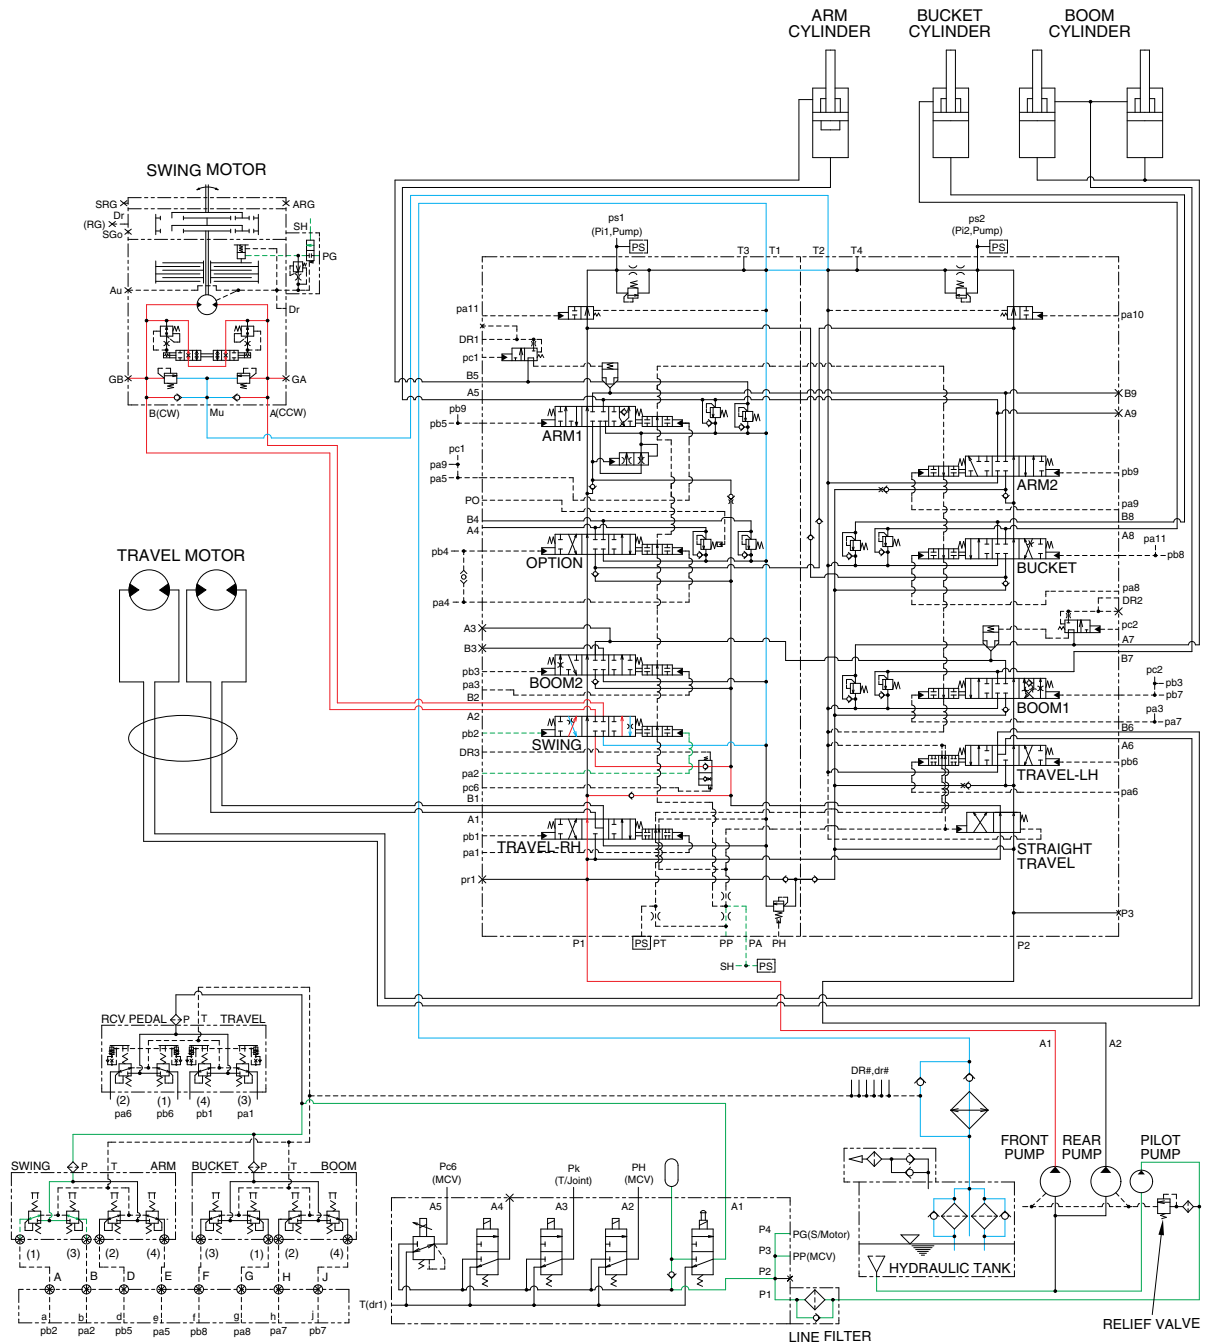 ARM
CYLINDER
BUCKET
CYLINDER
BOOM
CYLINDER
SWING MOTOR
SRG
ARG
Dr
(RG)
SGo
SH
PG
Au
Dr
GB
GA
B(CW)
Mu
A(CCW)
ps1
(Pi1,Pump)
PS
ps2
(Pi2,Pump)
PS
T3
T1
T2
T4
pa11
pa10
DR1
pc1
B5
A5
B9
A9
pb9
pb5
ARM1
pc1
pa9
pa5
ARM2
pb9
pa9
PO
B4
A4
B8
A8
pa11
pb8
pb4
OPTION
BUCKET
pa4
pa8
DR2
pc2
A3
B3
A7
B7
pb3
pa3
BOOM2
B2
pc2
pb3
pb7
BOOM1
pa3
pa7
A2
pb2
SWING
B6
A6
DR3
pa2
pc6
TRAVEL-LH
pb6
pa6
B1
A1
pb1
TRAVEL-RH
pa1
STRAIGHT
TRAVEL
pr1
P3
P1
PS
PT
PP
PA
PH
P2
SH
PS
TRAVEL MOTOR
RCV PEDAL
P
T
TRAVEL
(2)
(1)
(4)
(3)
pa6
pb6
pb1
pa1
A1
A2
DR#,dr#
FRONT
PUMP
REAR
PUMP
PILOT
PUMP
SWING
P
T
ARM
BUCKET
P
T
BOOM
(1)
(3)
(2)
(4)
(3)
(1)
(2)
(4)
A
B
D
E
F
G
H
J
a
b
d
e
f
g
h
j
pb2
pa2
pb5
pa5
pb8
pa8
pa7
pb7
Pc6
(MCV)
Pk
(T/Joint)
PH
(MCV)
A5
A4
A3
A2
A1
P4
PG(S/Motor)
P3
PP(MCV)
P2
P1
T(dr1)
HYDRAULIC TANK
LINE FILTER
RELIEF VALVE